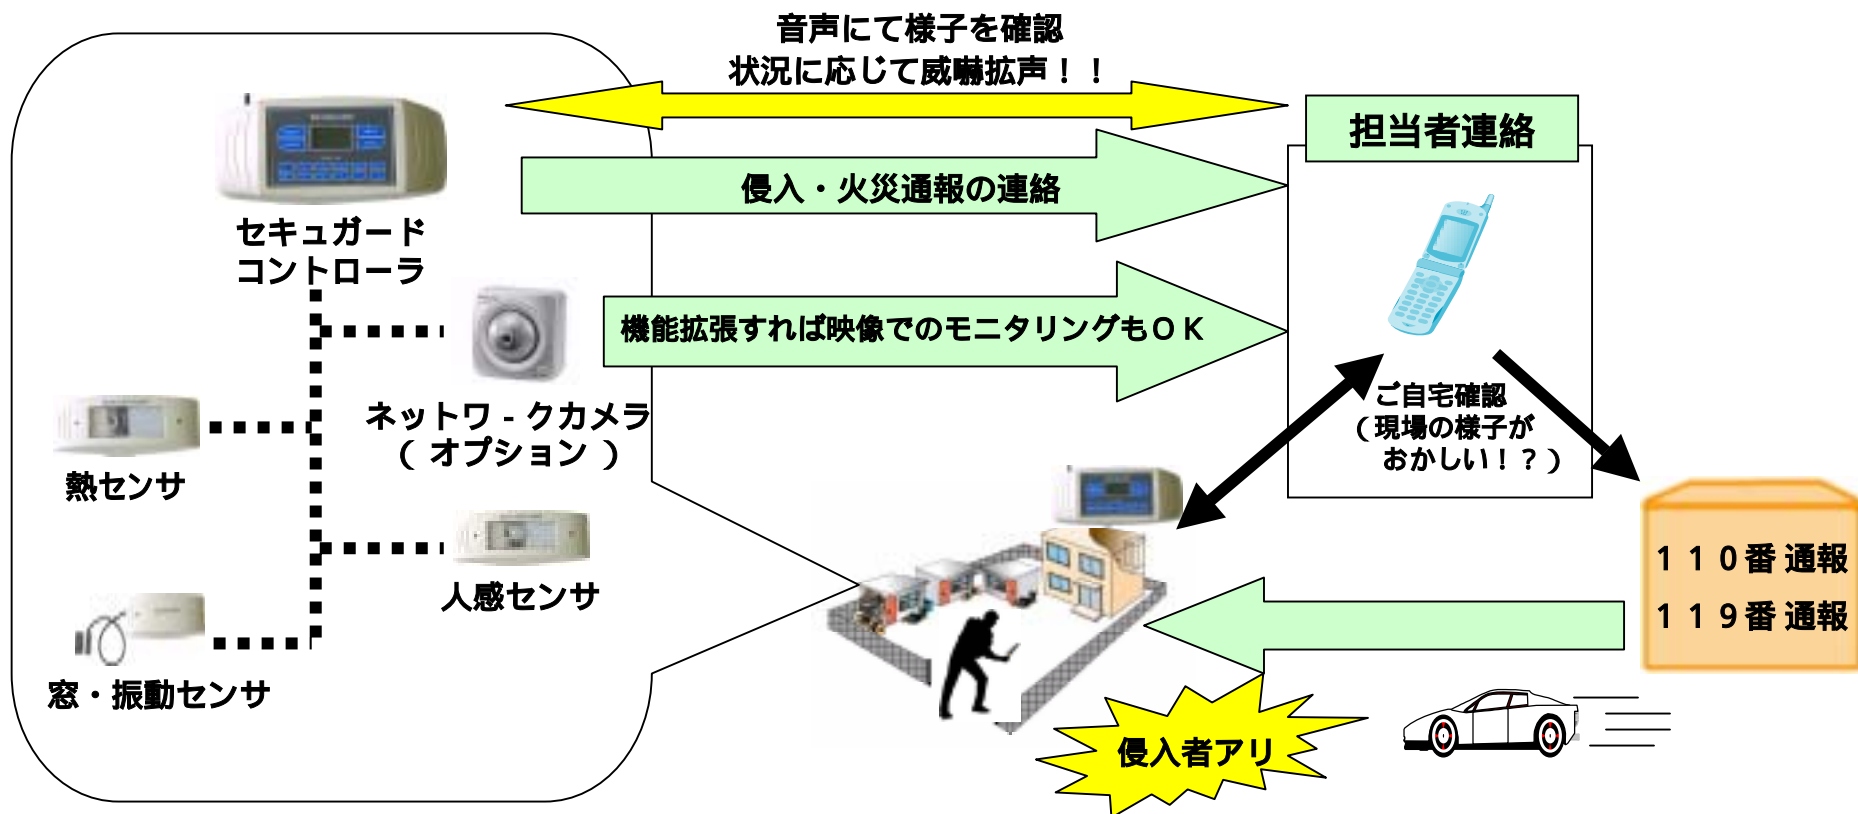 音声にて様子を確認
状況に応じて威嚇拡声！！
担当者連絡
侵入・火災通報の連絡
セキュガード
コントローラ
機能拡張すれば映像でのモニタリングもＯＫ
ネットワ－クカメラ
（ オプション ）
ご自宅確認
（現場の様子が
おかしい！？）
熱センサ
人感センサ
窓・振動センサ
１１０番 通報
１１９番 通報
侵入者アリ